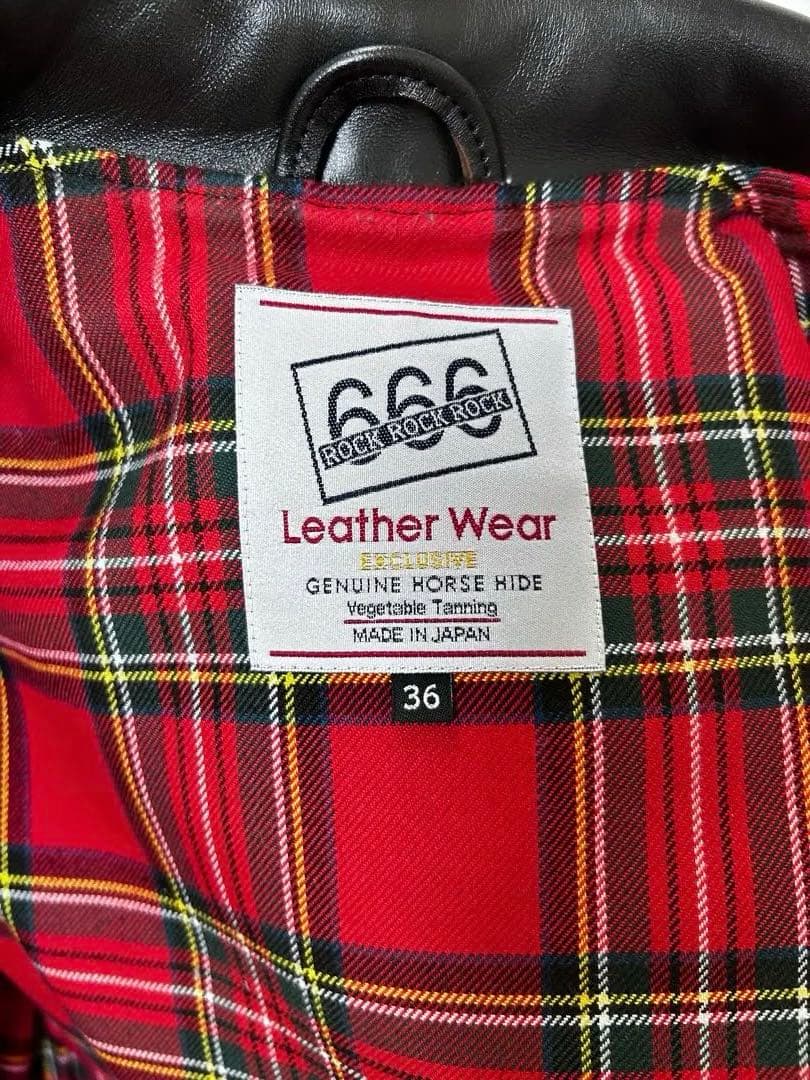 666
ROCK ROCK ROCK
Leather Wear
EXCLUSIVE
GENUINE HORSE HIDE
Vegetable Tanning
MADE IN JAPAN
36